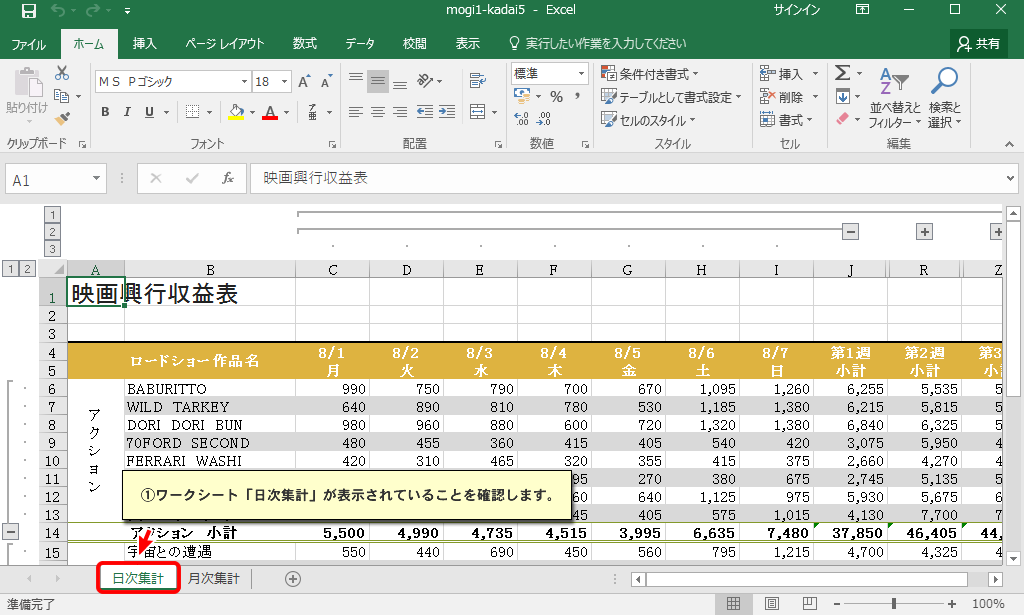 mogi1-kadai5 - Excel サインイン
ファイル ホーム 挿入 ページ レイアウト 数式 データ 校閲 表示 実行したい作業を入力してください 共有
貼り付け ＭＳ Ｐゴシック 18 A A 標準 条件付き書式 挿入 Σ A Z
B I U A % , テーブルとして書式設定 削除 並べ替えと フィルター 検索と 選択
.0 .00 .00 .0 セルのスタイル 書式
クリップボード フォント 配置 数値 スタイル セル 編集
A1 fx 映画興行収益表
1
2
3
1 2 A B C D E F G H I J R Z
1 映画興行収益表
2
3
4 ロードショー作品名 8/1 8/2 8/3 8/4 8/5 8/6 8/7 第1週 第2週 第3
5 月 火 水 木 金 土 日 小計 小計 小
6 BABURITTO 990 750 790 700 670 1,095 1,260 6,255 5,535 5
7 アクション WILD TARKEY 640 890 810 780 530 1,185 1,380 6,215 5,815 5
8 DORI DORI BUN 980 960 880 600 720 1,320 1,380 6,840 6,325 5
9 70FORD SECOND 480 455 360 415 405 540 420 3,075 5,950 4
10 FERRARI WASHI 420 310 465 320 355 415 375 2,660 4,270 4
11 95 270 380 675 2,745 5,135 5
12 60 640 1,125 975 5,930 5,675 6
13 45 405 575 1,015 4,130 7,700 7
①ワークシート「日次集計」が表示されていることを確認します。
14 アクション 小計 5,500 4,990 4,735 4,515 3,995 6,635 7,480 37,850 46,405 44,
15 宇宙との遭遇 550 440 690 450 560 795 1,215 4,700 4,325 4
日次集計 月次集計
準備完了 100%